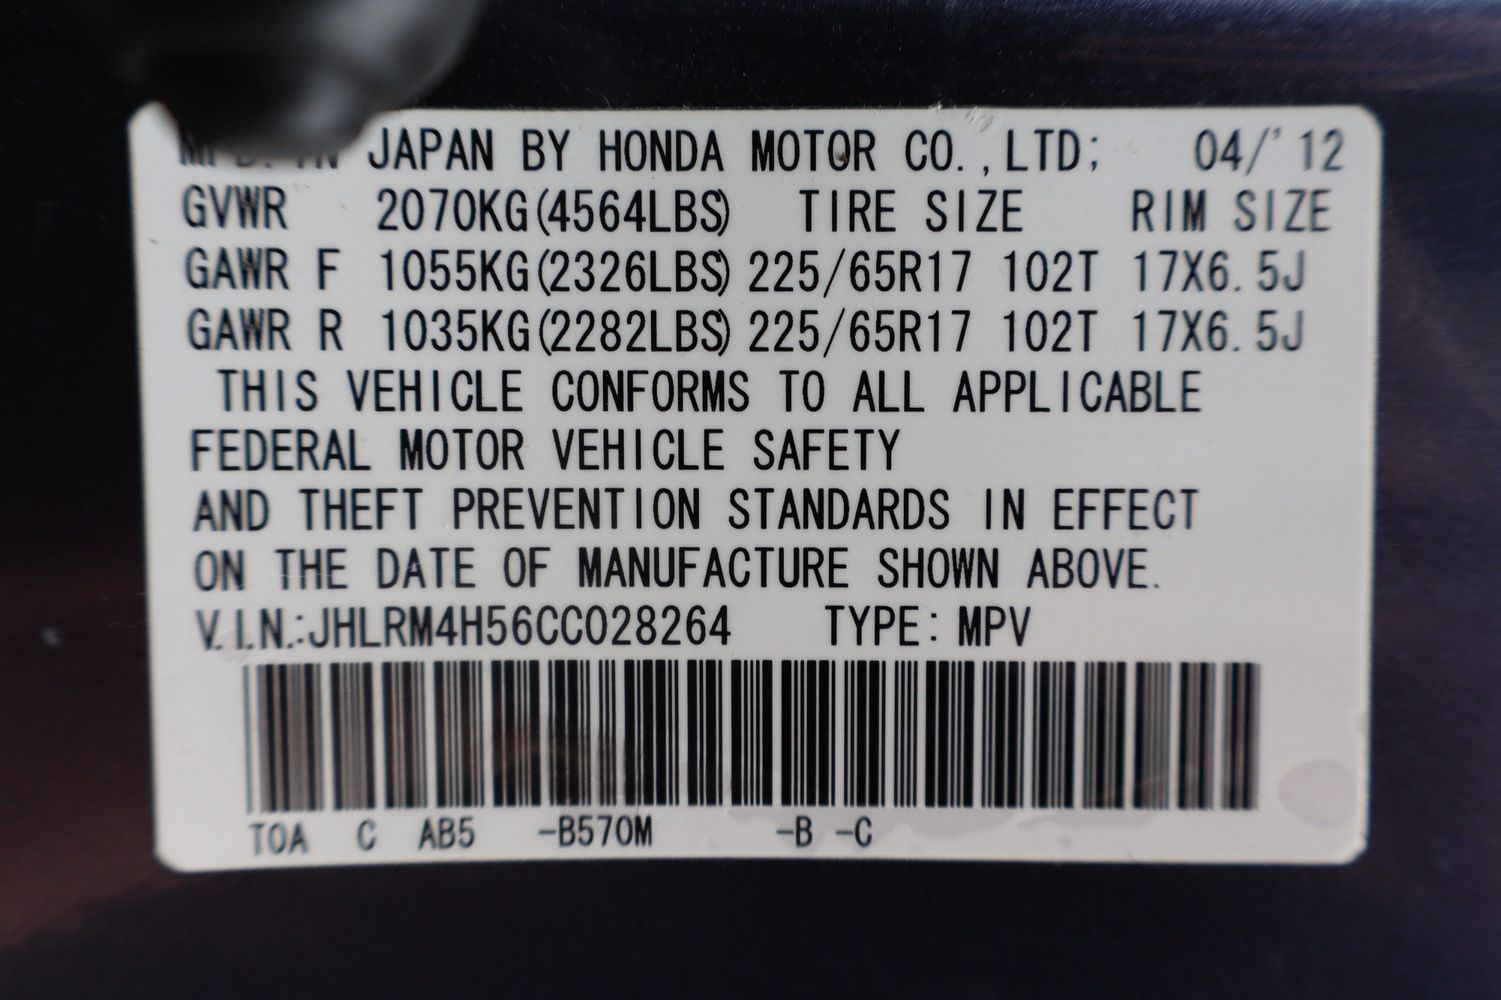 MFD. IN JAPAN BY HONDA MOTOR CO.,LTD; 04/'12
GVWR 2070KG(4564LBS) TIRE SIZE RIM SIZE
GAWR F 1055KG(2326LBS) 225/65R17 102T 17X6.5J
GAWR R 1035KG(2282LBS) 225/65R17 102T 17X6.5J
THIS VEHICLE CONFORMS TO ALL APPLICABLE
FEDERAL MOTOR VEHICLE SAFETY
AND THEFT PREVENTION STANDARDS IN EFFECT
ON THE DATE OF MANUFACTURE SHOWN ABOVE.
V.I.N.:JHLRM4H56CC028264 TYPE: MPV
T0A C AB5 -B570M -B -C